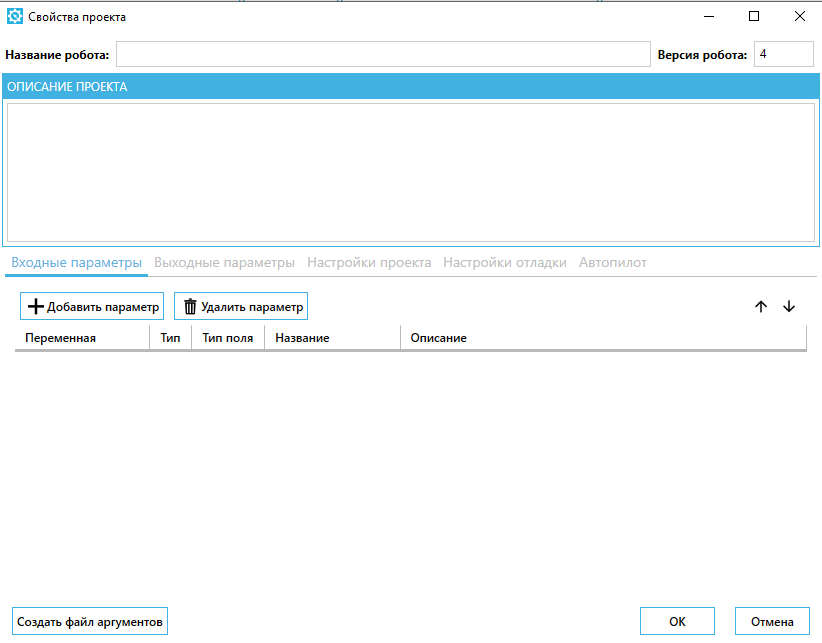 Свойства проекта
Название робота: Версия робота: 4
ОПИСАНИЕ ПРОЕКТА
Входные параметры Выходные параметры Настройки проекта Настройки отладки Автопилот
Добавить параметр Удалить параметр
Переменная Тип Тип поля Название Описание
Создать файл аргументов ОК Отмена